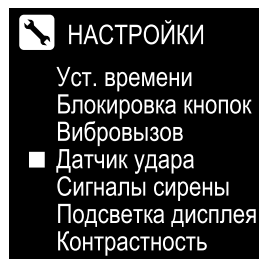 НАСТРОЙКИ
Уст. времени
Блокировка кнопок
Вибровызов
Датчик удара
Сигналы сирены
Подсветка дисплея
Контрастность